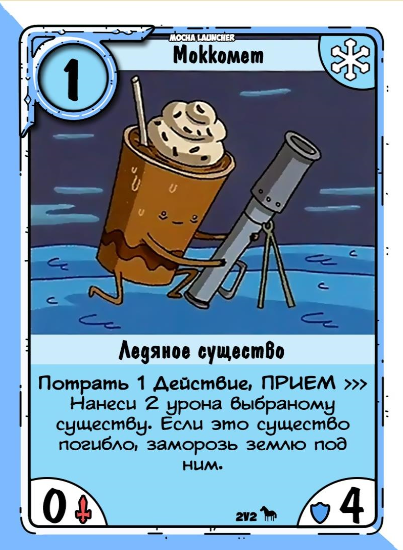 MOCHA LAUNCHER
1
Моккомет
Ледяное существо
Потрать 1 Действие, ПРИЕМ >>>
Нанеси 2 урона выбраному
существу. Если это существо
погибло, заморозь землю под
ним.
0
2V2
4